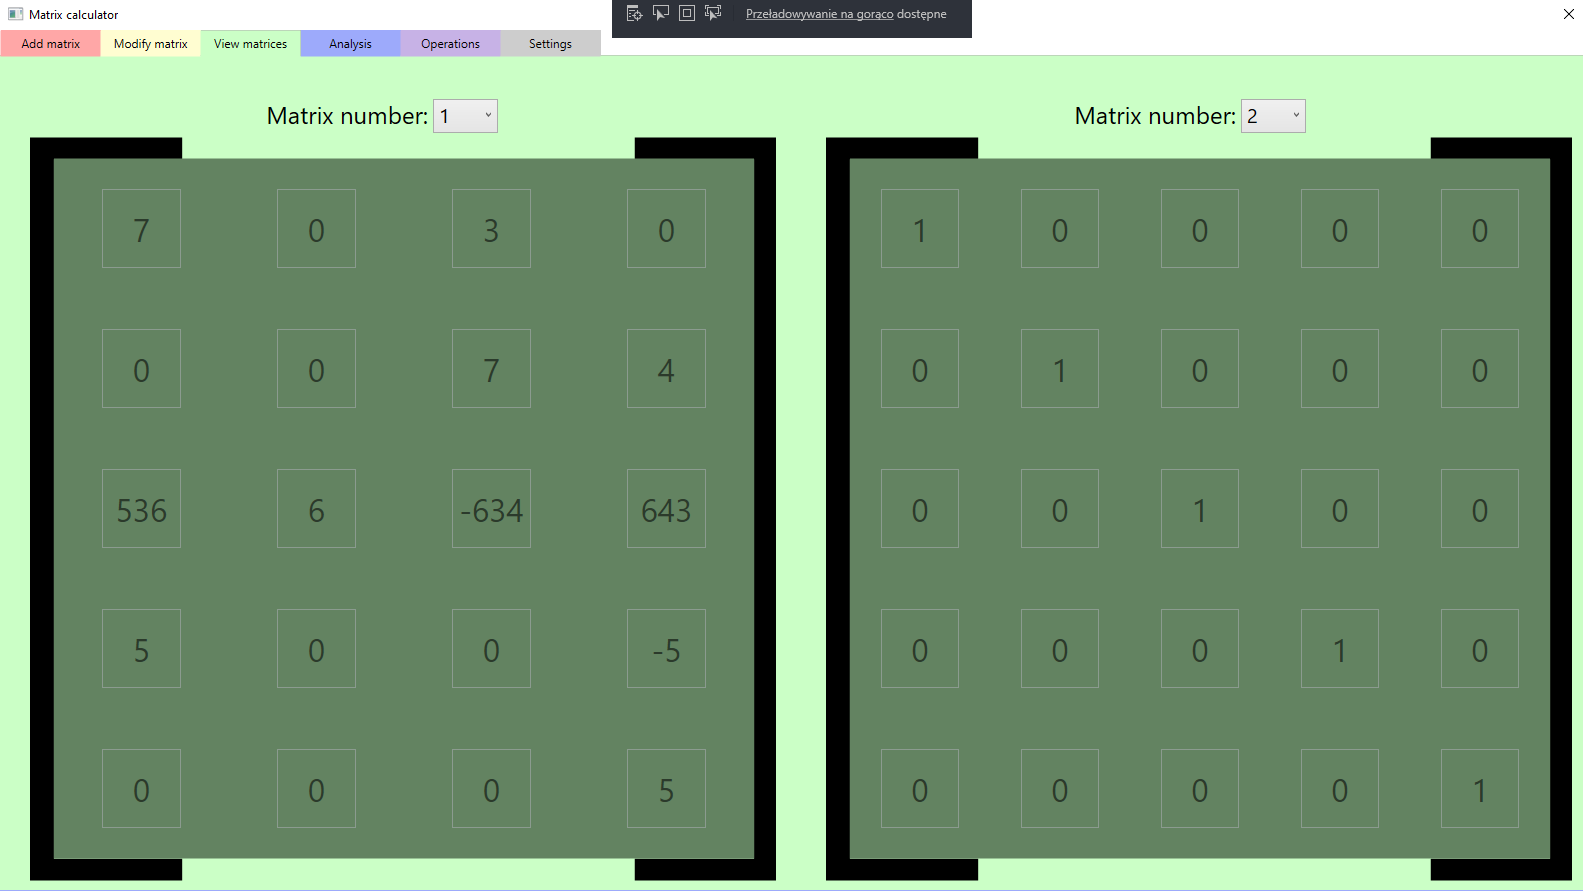 Matrix calculator
Przeładowywanie na gorąco dostępne
Add matrix Modify matrix View matrices Analysis Operations Settings
Matrix number: 1
7 0 3 0
0 0 7 4
536 6 -634 643
5 0 0 -5
0 0 0 5
Matrix number: 2
1 0 0 0 0
0 1 0 0 0
0 0 1 0 0
0 0 0 1 0
0 0 0 0 1